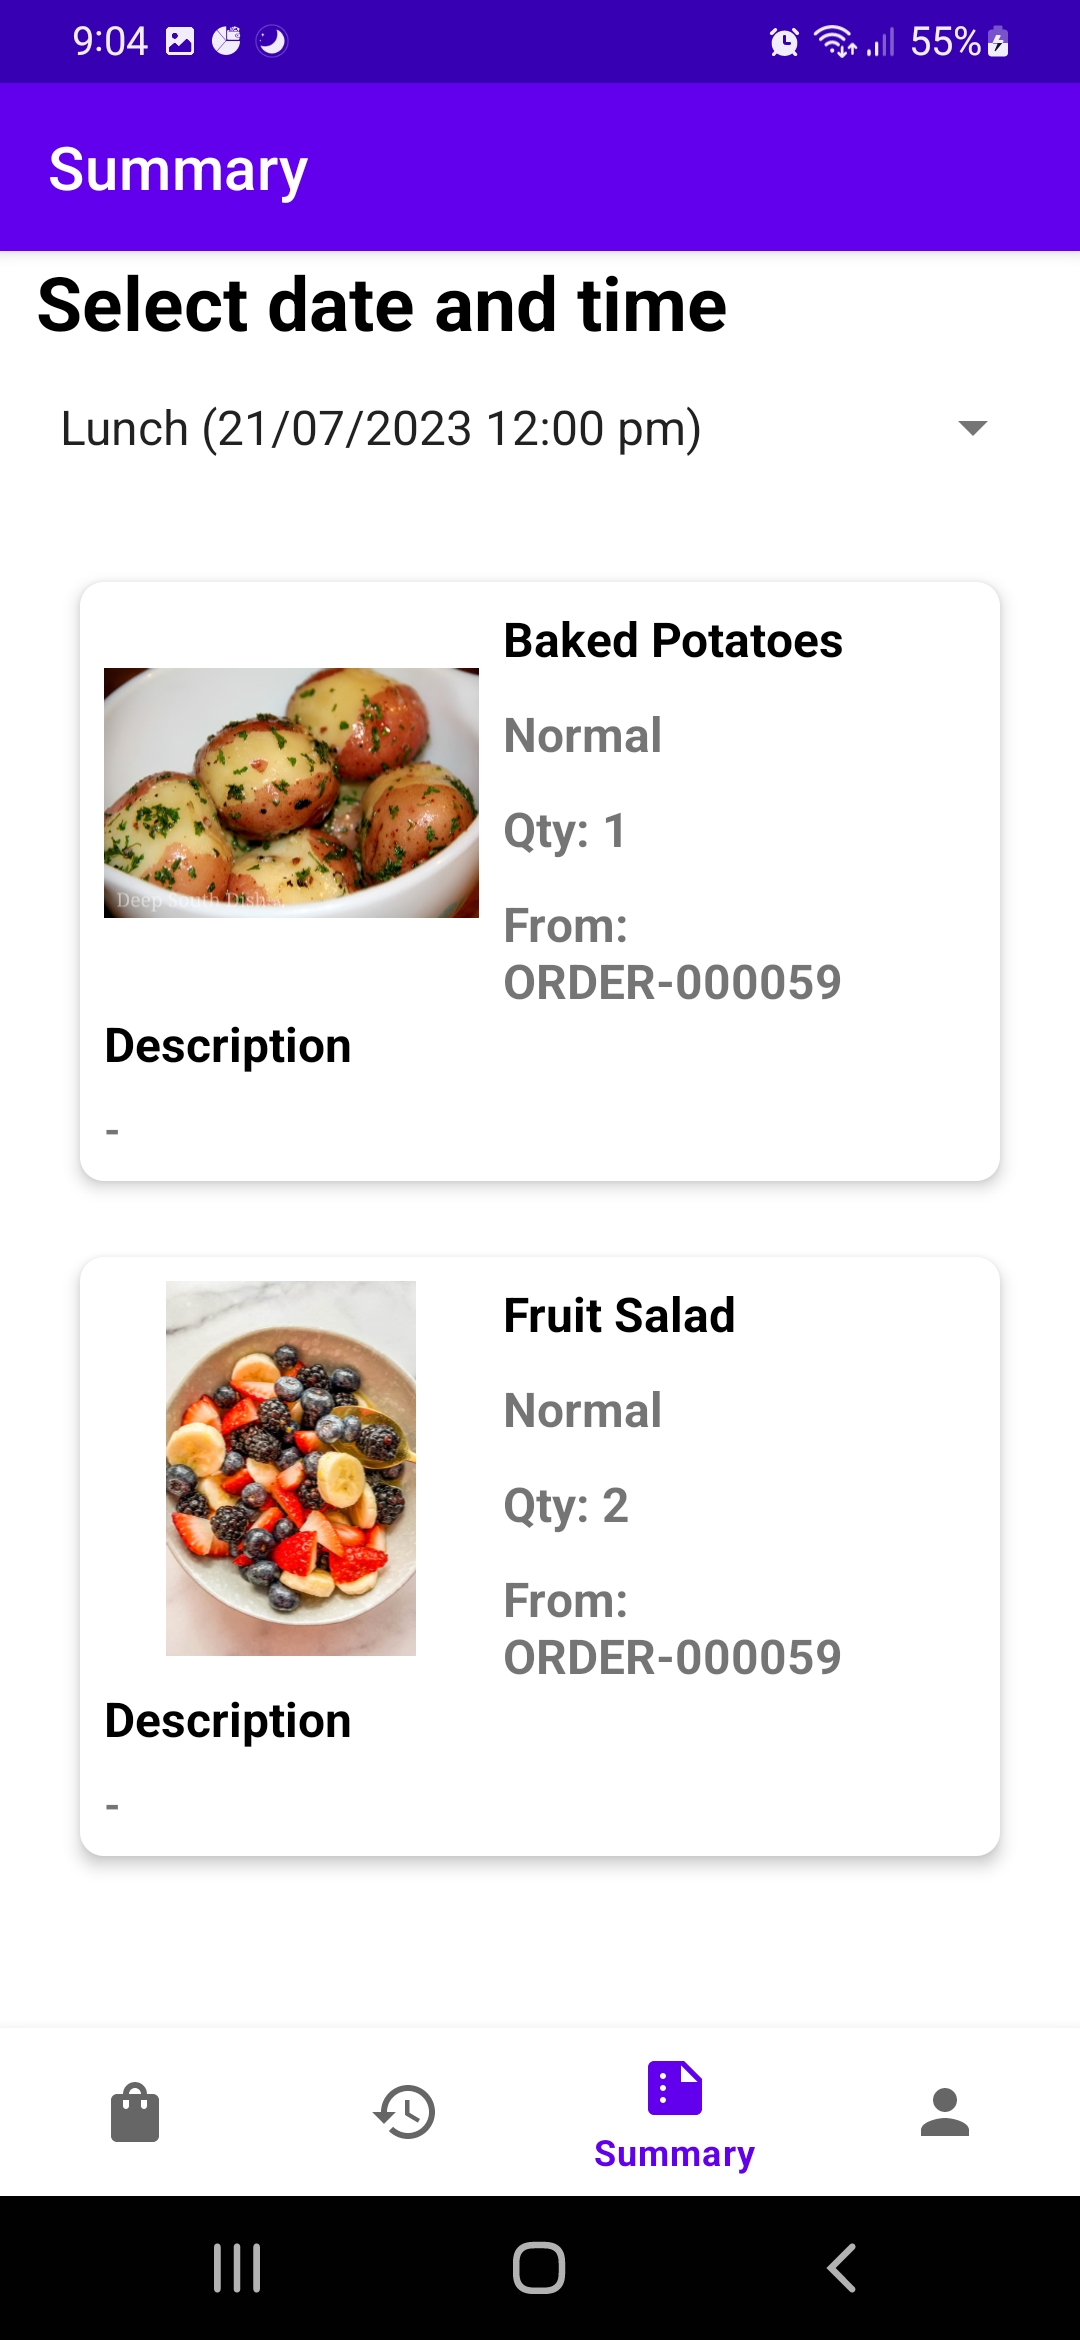 9:04
55%
Summary
Select date and time
Lunch (21/07/2023 12:00 pm)
Baked Potatoes
Normal
Qty: 1
From:
ORDER-000059
Deep South Dish
Description
-
Fruit Salad
Normal
Qty: 2
From:
ORDER-000059
Description
-
Summary